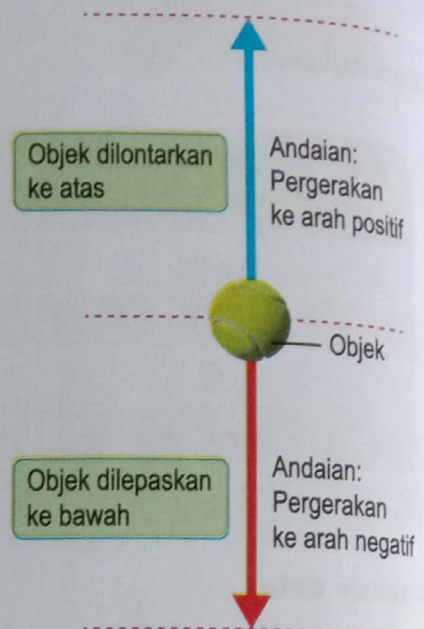 Objek dilontarkan
ke atas
Andaian:
Pergerakan
ke arah positif
Objek
Objek dilepaskan
ke bawah
Andaian:
Pergerakan
ke arah negatif